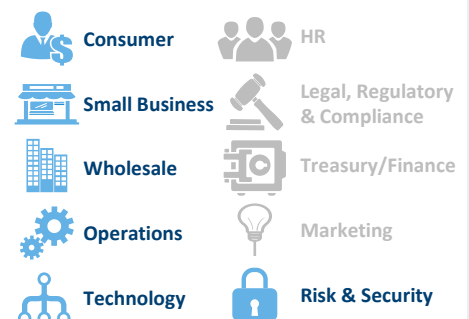 Consumer
HR
Small Business
Legal, Regulatory
& Compliance
Wholesale
Treasury/Finance
Operations
Marketing
Technology
Risk & Security